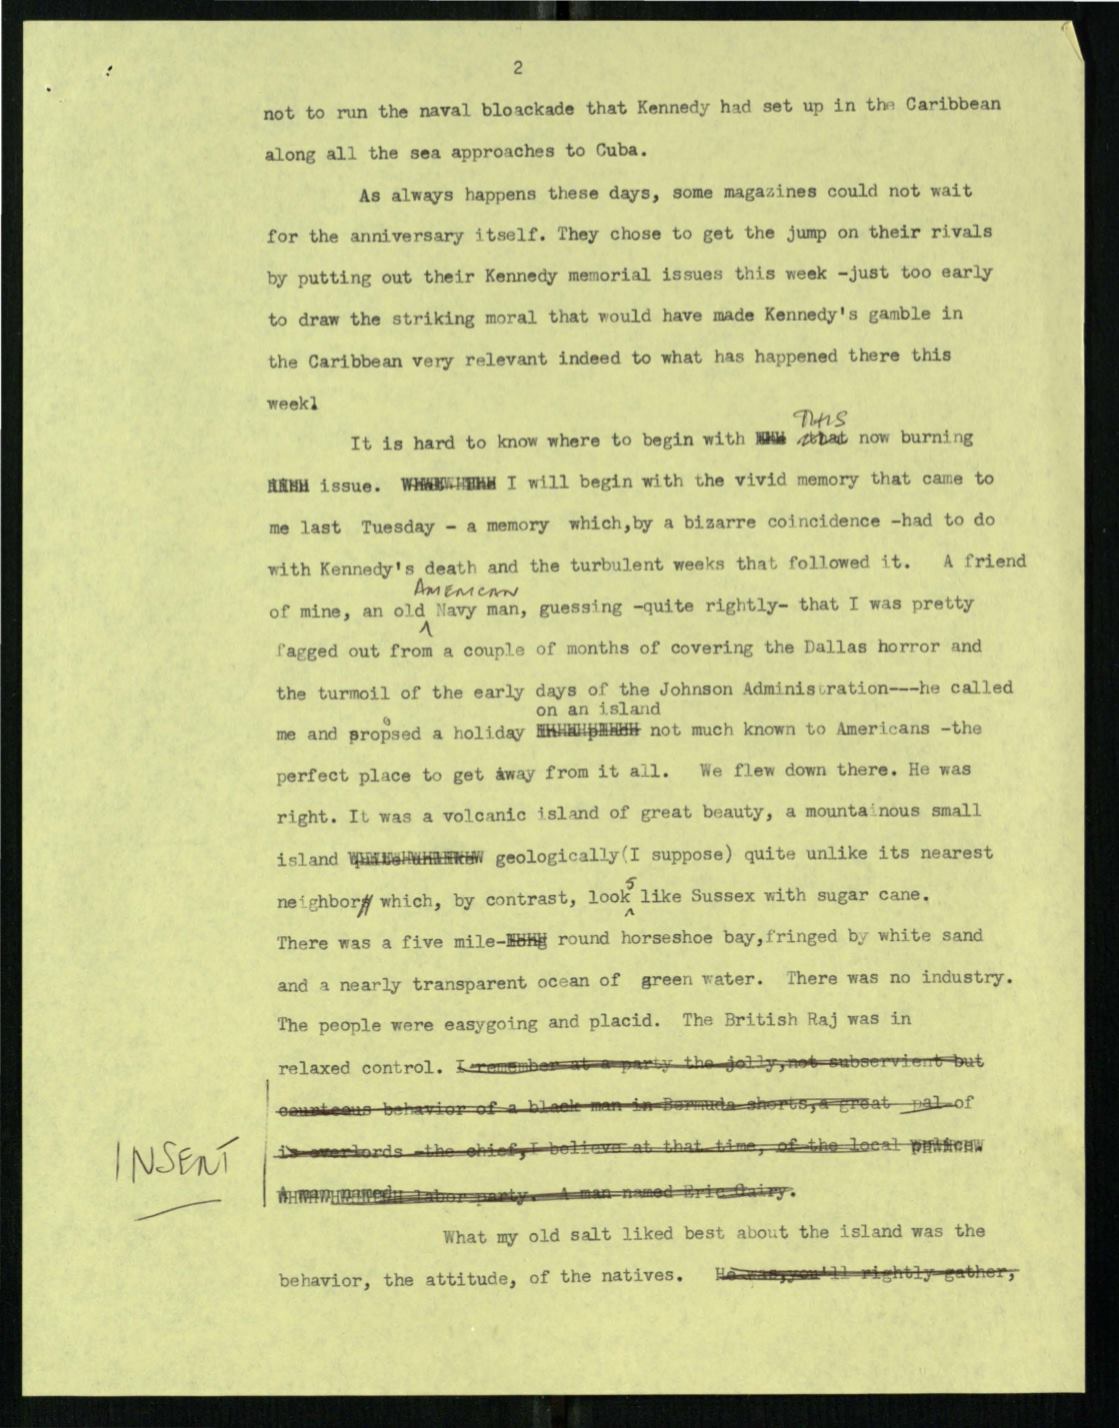 2
not to run the naval bloackade that Kennedy had set up in the Caribbean
along all the sea approaches to Cuba.
As always happens these days, some magazines could not wait
for the anniversary itself. They chose to get the jump on their rivals
by putting out their Kennedy memorial issues this week -just too early
to draw the striking moral that would have made Kennedy's gamble in
the Caribbean very relevant indeed to what has happened there this
week1
THIS
It is hard to know where to begin with that now burning
issue. I will begin with the vivid memory that came to
me last Tuesday - a memory which,by a bizarre coincidence -had to do
with Kennedy's death and the turbulent weeks that followed it. A friend
AMERICAN
of mine, an old Navy man, guessing -quite rightly- that I was pretty
fagged out from a couple of months of covering the Dallas horror and
the turmoil of the early days of the Johnson Administration---he called
on an island
me and propsed a holiday not much known to Americans -the
perfect place to get away from it all. We flew down there. He was
right. It was a volcanic island of great beauty, a mountainous small
island geologically(I suppose) quite unlike its nearest
neighbor which, by contrast, looks like Sussex with sugar cane.
There was a five mile- round horseshoe bay,fringed by white sand
and a nearly transparent ocean of green water. There was no industry.
The people were easygoing and placid. The British Raj was in
relaxed control. I remember at a party the jolly,not subservient but
courteous behavior of a black man in Bermuda shorts,a great pal of
is overlords -the chief,I believe at that time, of the local
INSERT
A man named labor party. A man named Eric Gairy.
What my old salt liked best about the island was the
behavior, the attitude, of the natives. He was,you'll rightly gather,